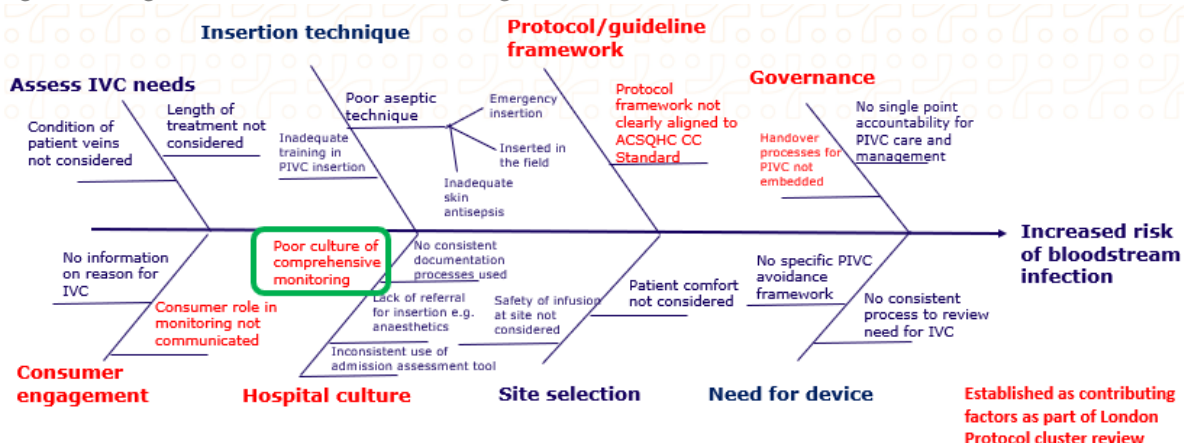 Insertion technique
Protocol/guideline
framework
Assess IVC needs
Governance
Condition of
patient veins
not considered
Length of
treatment not
considered
Inadequate
training in
PIVC insertion
Poor aseptic
technique
Emergency
insertion
Inserted in
the field
Inadequate
skin
antisepsis
Protocol
framework not
clearly aligned to
ACSQHC CC
Standard
Handover
processes for
PIVC not
embedded
No single point
accountability for
PIVC care and
management
Increased risk
of bloodstream
infection
No information
on reason for
IVC
Consumer role in
monitoring not
communicated
Poor culture of
comprehensive
monitoring
No consistent
documentation
processes used
Lack of referral
for insertion e.g.
anaesthetics
Inconsistent use of
admission assessment tool
Safety of infusion
at site not
considered
Patient comfort
not considered
No specific PIVC
avoidance
framework
No consistent
process to review
need for IVC
Consumer
engagement
Hospital culture
Site selection
Need for device
Established as contributing
factors as part of London
Protocol cluster review